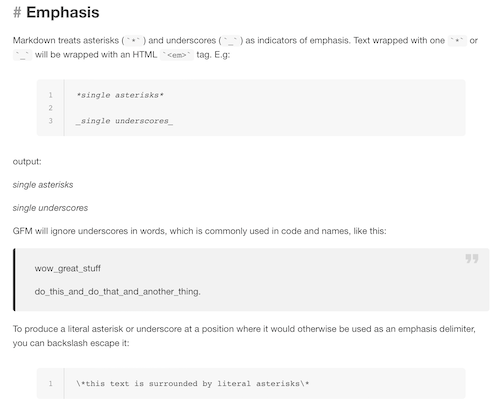 # Emphasis
Markdown treats asterisks ( `*` ) and underscores ( `_` ) as indicators of emphasis. Text wrapped with one `*` or
`_` will be wrapped with an HTML `<em>` tag. E.g:
1 *single asterisks*
2
3 _single underscores_
output:
single asterisks
single underscores
GFM will ignore underscores in words, which is commonly used in code and names, like this:
wow_great_stuff
do_this_and_do_that_and_another_thing.
To produce a literal asterisk or underscore at a position where it would otherwise be used as an emphasis delimiter,
you can backslash escape it:
1 \*this text is surrounded by literal asterisks\*